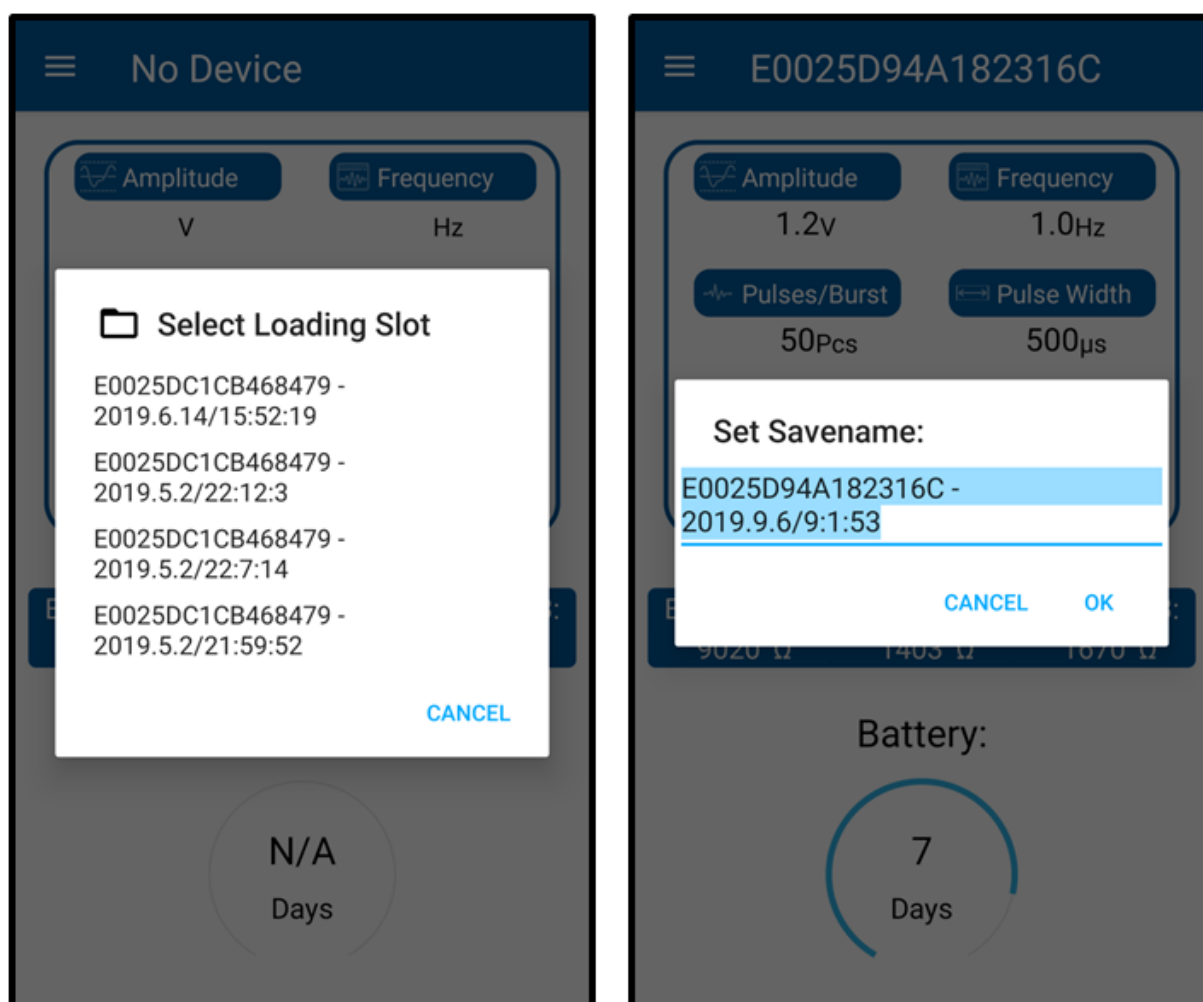 No Device
Amplitude
Frequency
V
Hz
Select Loading Slot
E0025DC1CB468479 -
2019.6.14/15:52:19
E0025DC1CB468479 -
2019.5.2/22:12:3
E0025DC1CB468479 -
2019.5.2/22:7:14
E0025DC1CB468479 -
2019.5.2/21:59:52
CANCEL
N/A
Days
E0025D94A182316C
Amplitude
Frequency
1.2V
1.0Hz
Pulses/Burst
Pulse Width
50Pcs
500µs
Set Savename:
E0025D94A182316C -
2019.9.6/9:1:53
CANCEL
OK
9020 Ω
1403 Ω
1670 Ω
Battery:
7
Days